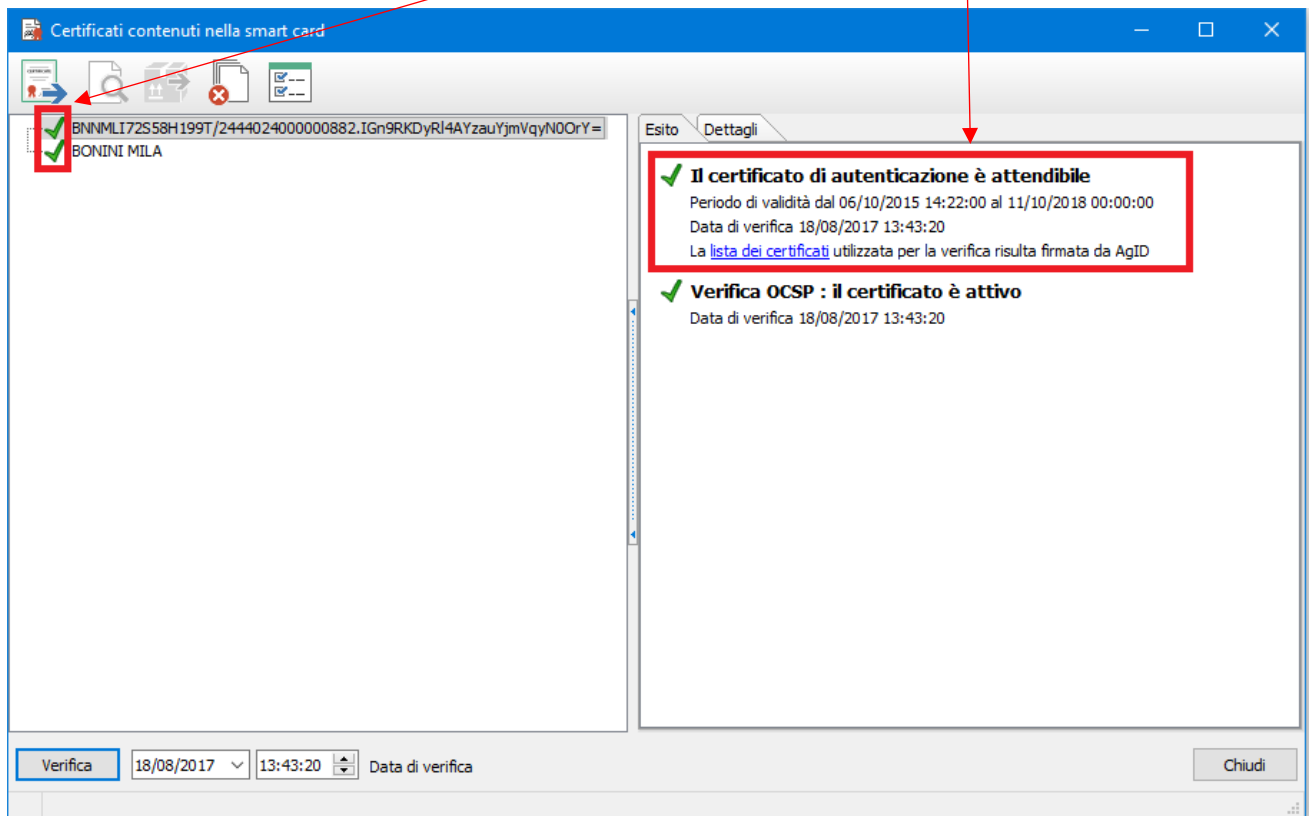 Certificati contenuti nella smart card
CERTIFICATE
BNNMLI72S58H199T/2444024000000882.IGn9RKDyRl4AYzauYjmVqyN0OrY=
BONINI MILA
Esito Dettagli
Il certificato di autenticazione è attendibile
Periodo di validità dal 06/10/2015 14:22:00 al 11/10/2018 00:00:00
Data di verifica 18/08/2017 13:43:20
La lista dei certificati utilizzata per la verifica risulta firmata da AgID
Verifica OCSP : il certificato è attivo
Data di verifica 18/08/2017 13:43:20
Verifica 18/08/2017 13:43:20 Data di verifica Chiudi